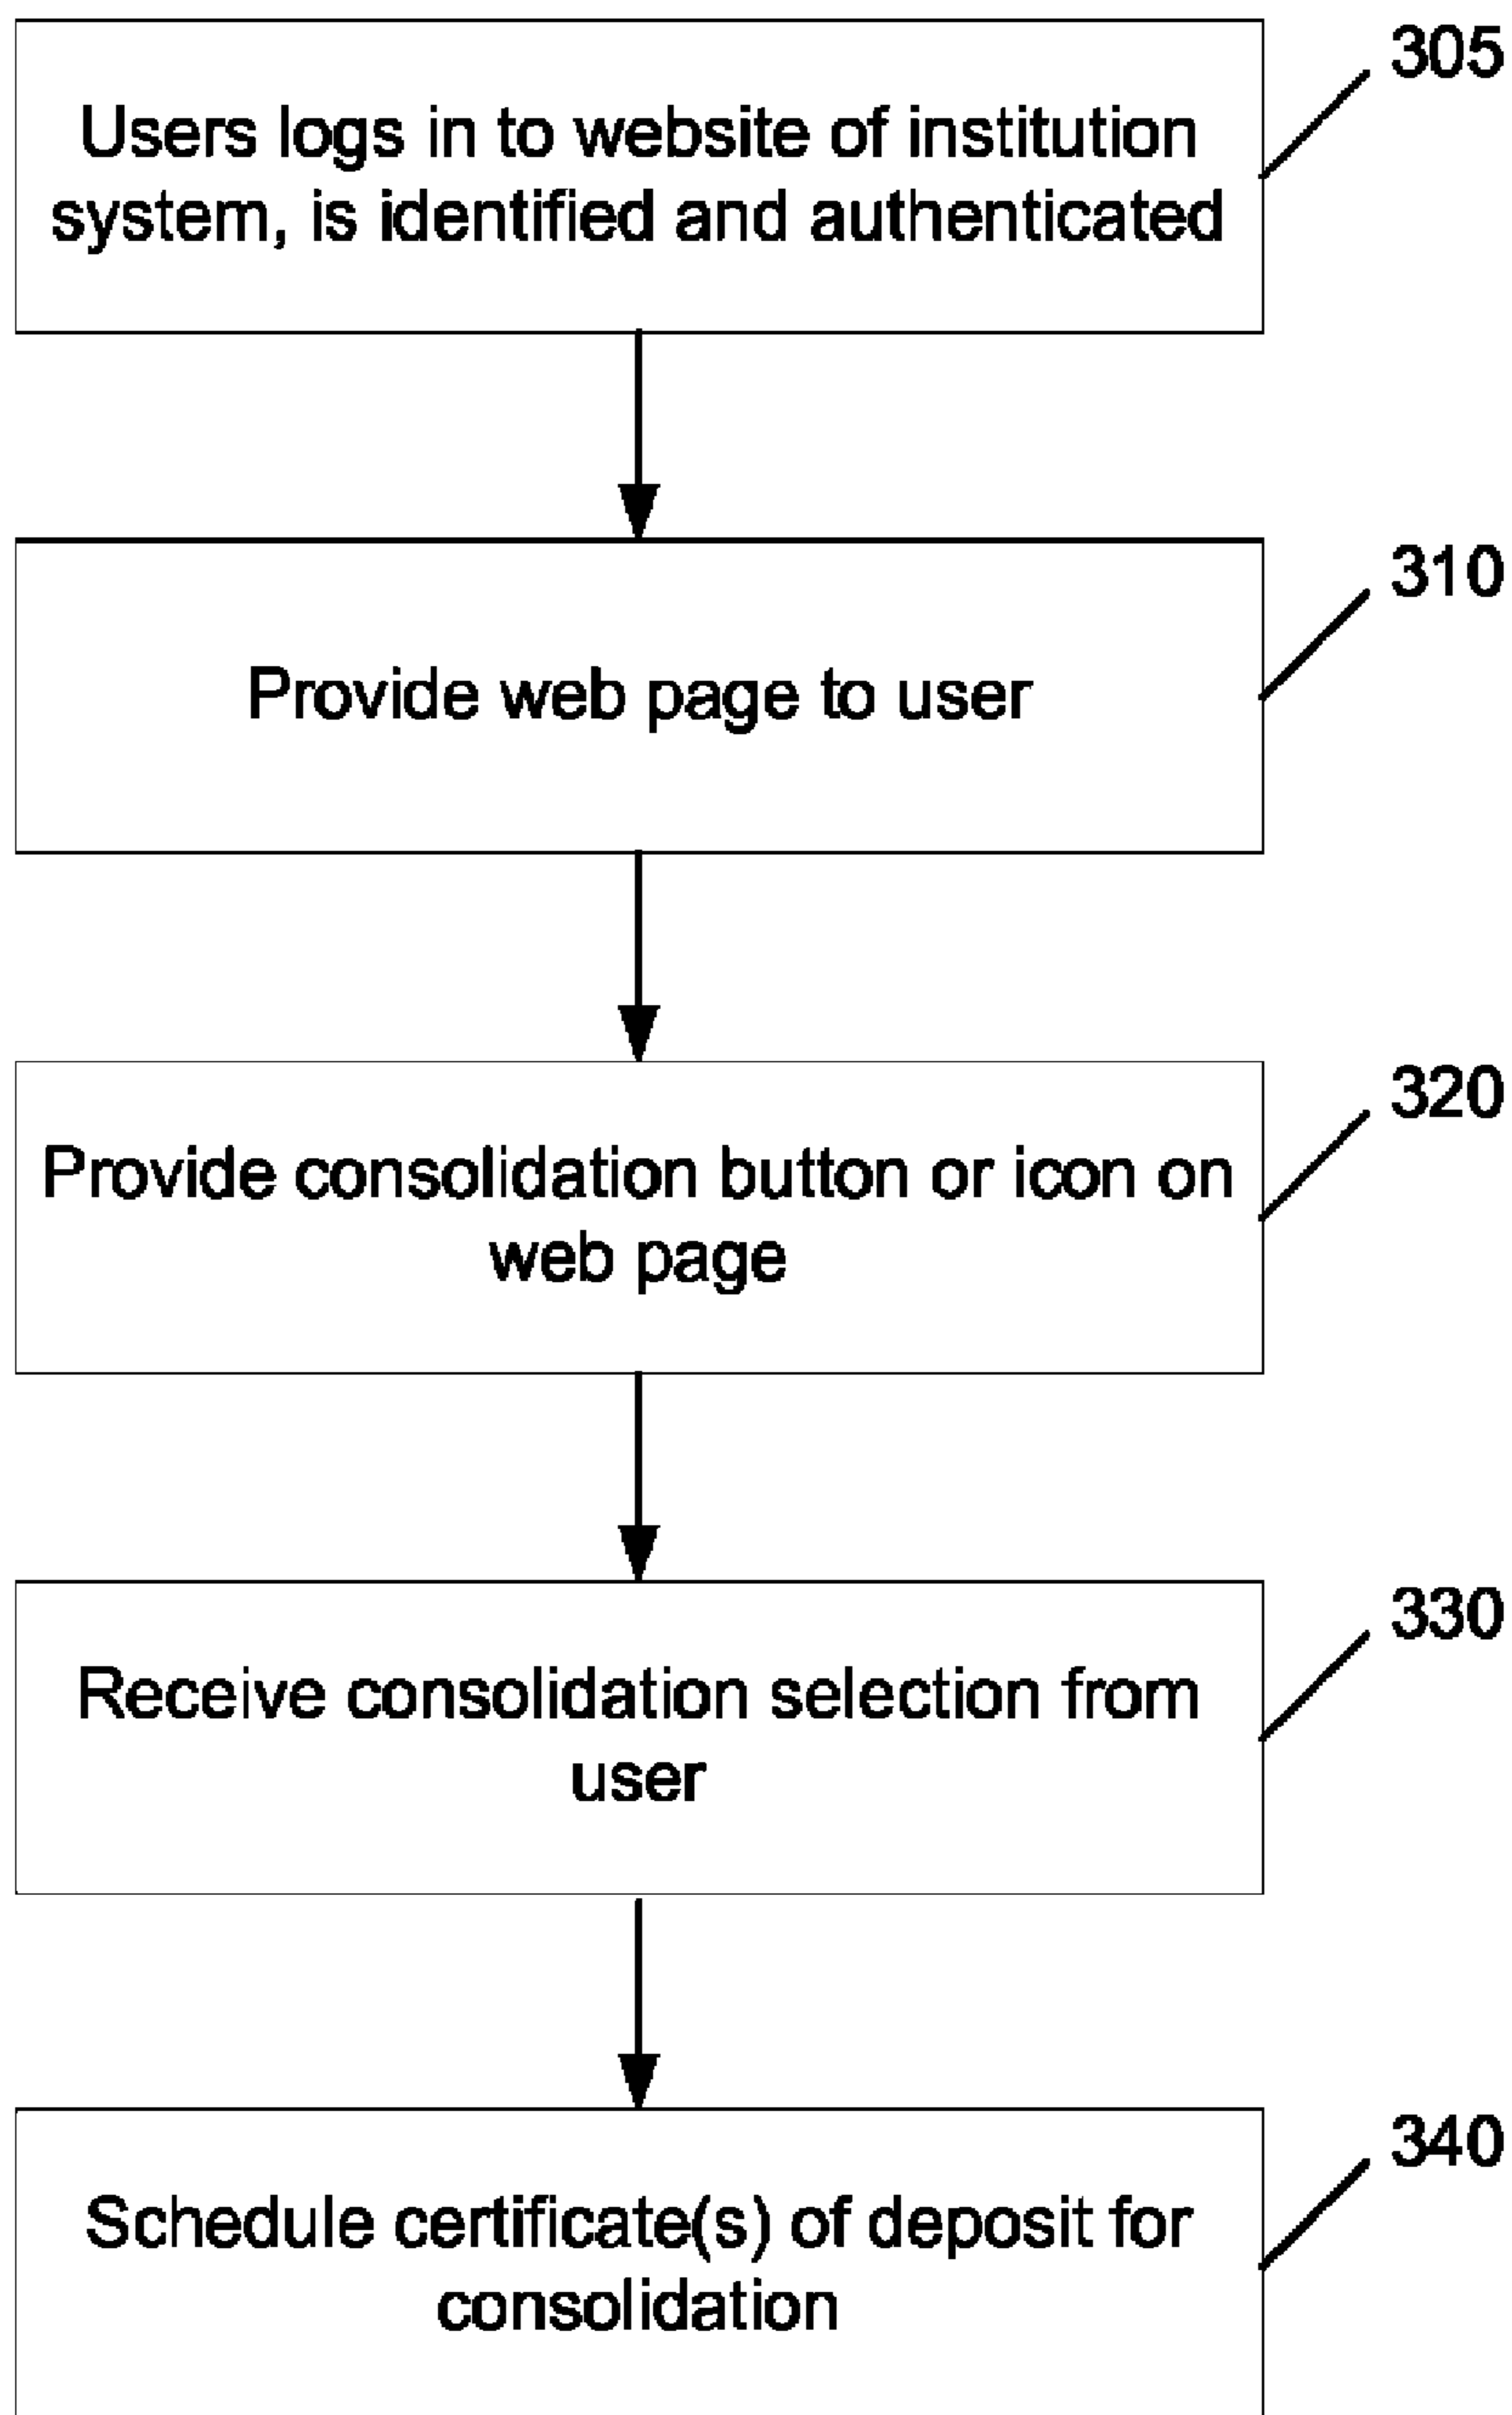 305
Users logs in to website of institution
system, is identified and authenticated
310
Provide web page to user
320
Provide consolidation button or icon on
web page
330
Receive consolidation selection from
user
340
Schedule certificate(s) of deposit for
consolidation